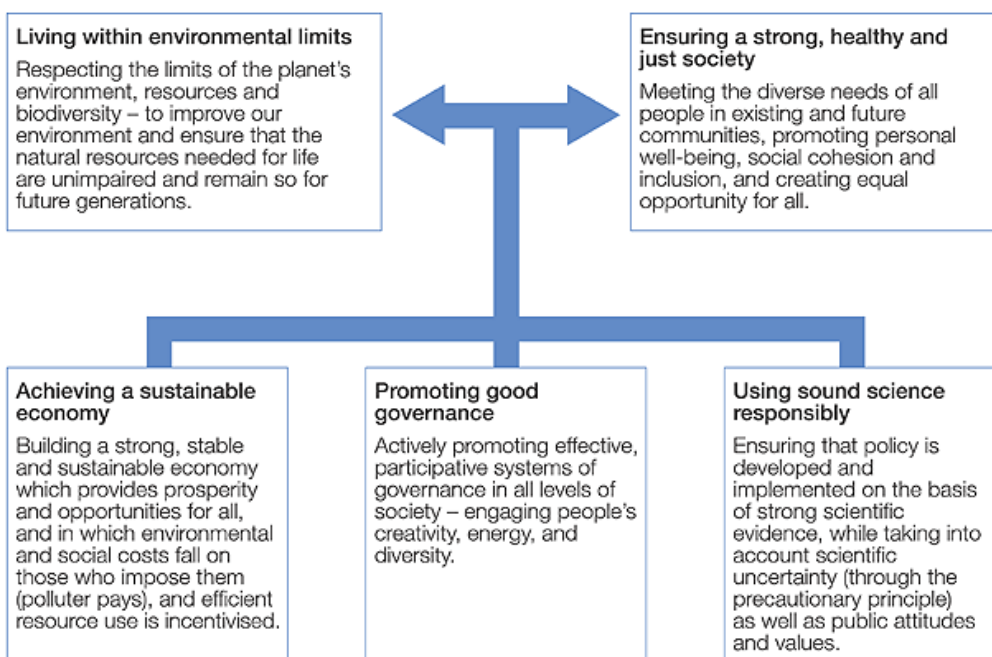 Living within environmental limits
Respecting the limits of the planet's
environment, resources and
biodiversity – to improve our
environment and ensure that the
natural resources needed for life
are unimpaired and remain so for
future generations.
Ensuring a strong, healthy and
just society
Meeting the diverse needs of all
people in existing and future
communities, promoting personal
well-being, social cohesion and
inclusion, and creating equal
opportunity for all.
Achieving a sustainable
economy
Building a strong, stable
and sustainable economy
which provides prosperity
and opportunities for all,
and in which environmental
and social costs fall on
those who impose them
(polluter pays), and efficient
resource use is incentivised.
Promoting good
governance
Actively promoting effective,
participative systems of
governance in all levels of
society – engaging people's
creativity, energy, and
diversity.
Using sound science
responsibly
Ensuring that policy is
developed and
implemented on the basis
of strong scientific
evidence, while taking into
account scientific
uncertainty (through the
precautionary principle)
as well as public attitudes
and values.